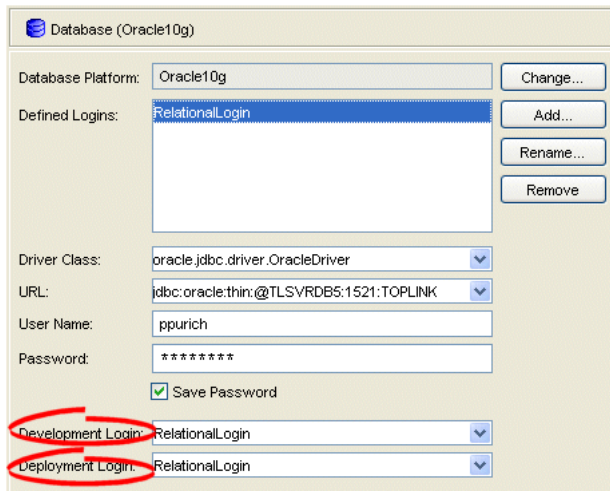 Database (Oracle10g)
Database Platform: Oracle10g Change...
Defined Logins: RelationalLogin Add...
Rename...
Remove
Driver Class: oracle.jdbc.driver.OracleDriver
URL: jdbc:oracle:thin:@TLSVRDB5:1521:TOPLINK
User Name: ppurich
Password: ********
Save Password
Development Login: RelationalLogin
Deployment Login: RelationalLogin